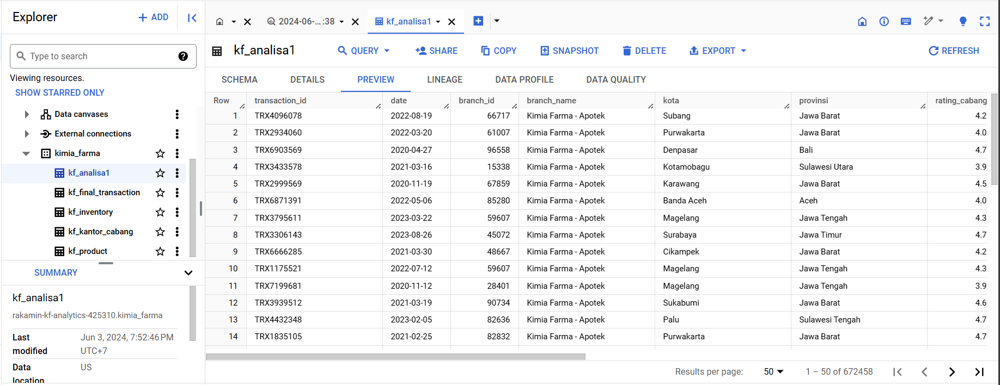 Explorer
+ ADD
Type to search
Viewing resources.
SHOW STARRED ONLY
Data canvases
External connections
kimia_farma
kf_analisa1
kf_final_transaction
kf_inventory
kf_kantor_cabang
kf_product
SUMMARY
kf_analisa1
rakamin-kf-analytics-425310.kimia_farma
Last modified Jun 3, 2024, 7:52:46 PM UTC+7
Data location US
2024-06-... :38
kf_analisa1
kf_analisa1
QUERY SHARE COPY SNAPSHOT DELETE EXPORT REFRESH
SCHEMA DETAILS PREVIEW LINEAGE DATA PROFILE DATA QUALITY
Row transaction_id date branch_id branch_name kota provinsi rating_cabang
1 TRX4096078 2022-08-19 66717 Kimia Farma - Apotek Subang Jawa Barat 4.2
2 TRX2934060 2022-03-20 61007 Kimia Farma - Apotek Purwakarta Jawa Barat 4.0
3 TRX6903569 2020-04-27 96558 Kimia Farma - Apotek Denpasar Bali 4.7
4 TRX3433578 2021-03-16 15338 Kimia Farma - Apotek Kotamobagu Sulawesi Utara 3.9
5 TRX2999569 2020-11-19 67859 Kimia Farma - Apotek Karawang Jawa Barat 4.5
6 TRX6871391 2022-05-06 85280 Kimia Farma - Apotek Banda Aceh Aceh 4.0
7 TRX3795611 2023-03-22 59607 Kimia Farma - Apotek Magelang Jawa Tengah 4.3
8 TRX3306143 2023-08-26 45072 Kimia Farma - Apotek Surabaya Jawa Timur 4.7
9 TRX6666285 2021-03-30 48667 Kimia Farma - Apotek Cikampek Jawa Barat 4.2
10 TRX1175521 2022-07-12 59607 Kimia Farma - Apotek Magelang Jawa Tengah 4.3
11 TRX7199681 2020-11-12 28401 Kimia Farma - Apotek Magelang Jawa Tengah 3.9
12 TRX3939512 2021-03-19 90734 Kimia Farma - Apotek Sukabumi Jawa Barat 4.6
13 TRX4432348 2023-02-05 82636 Kimia Farma - Apotek Palu Sulawesi Tengah 4.7
14 TRX1835105 2021-02-25 82832 Kimia Farma - Apotek Purwakarta Jawa Barat 4.7
Results per page: 50 1 – 50 of 672458